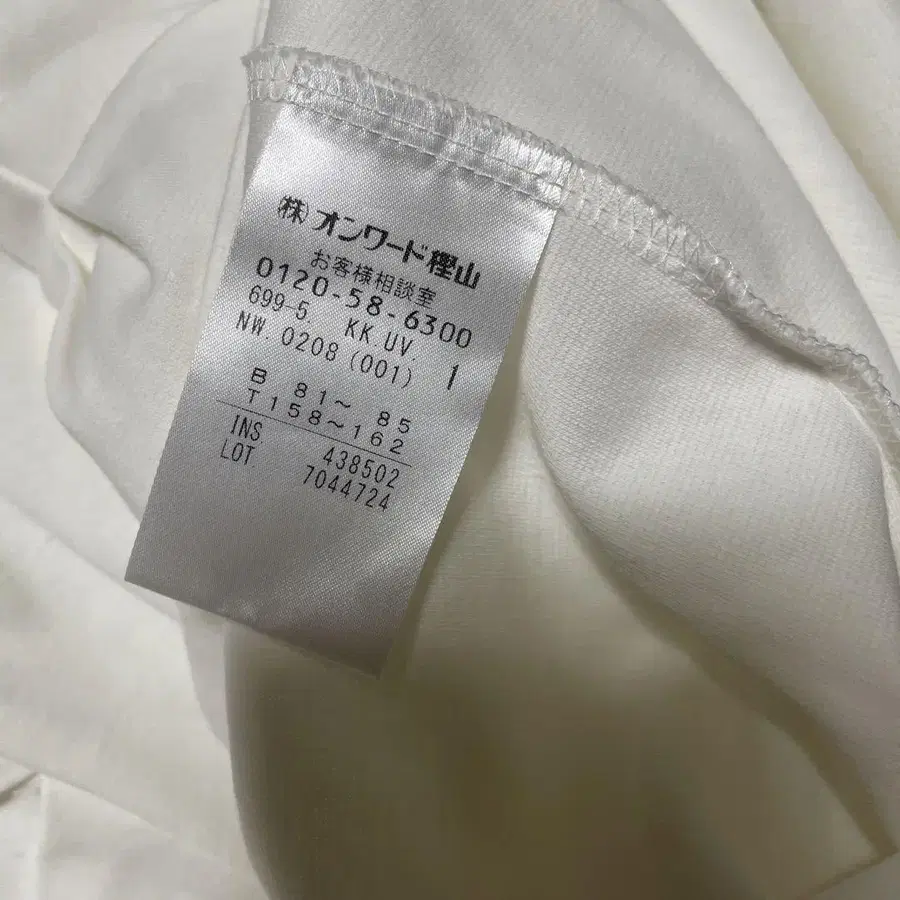 (株)オンワード樫山
お客様相談室
0120-58-6300
699-5 KK UV.
NW. 0208 (001) 1
B 81～ 85
T158～162
INS 438502
LOT. 7044724